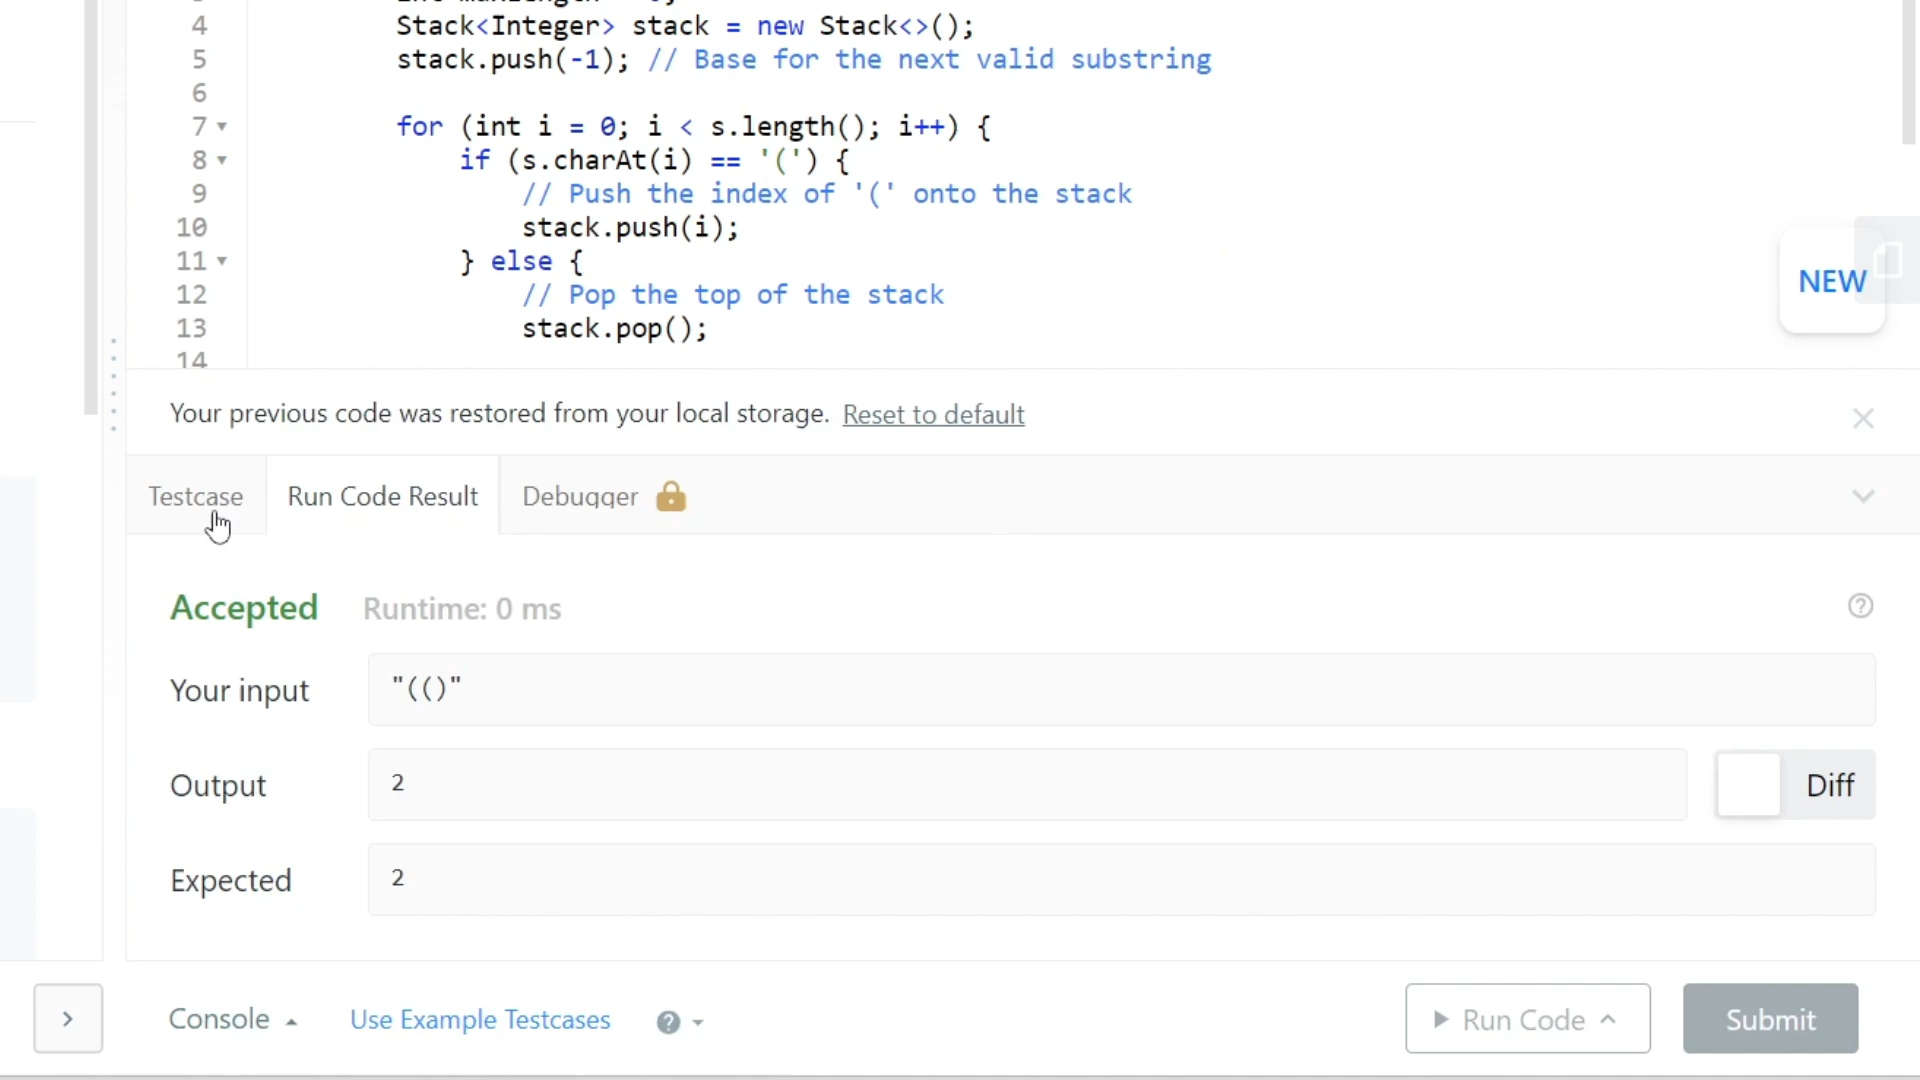 4 Stack<Integer> stack = new Stack<>();
5 stack.push(-1); // Base for the next valid substring
6
7 for (int i = 0; i < s.length(); i++) {
8 if (s.charAt(i) == '(') {
9 // Push the index of '(' onto the stack
10 stack.push(i);
11 } else {
12 // Pop the top of the stack
13 stack.pop();
14
NEW
Your previous code was restored from your local storage. Reset to default
Testcase Run Code Result Debugger
Accepted Runtime: 0 ms
Your input "(()"
Output 2 Diff
Expected 2
Console Use Example Testcases Run Code Submit